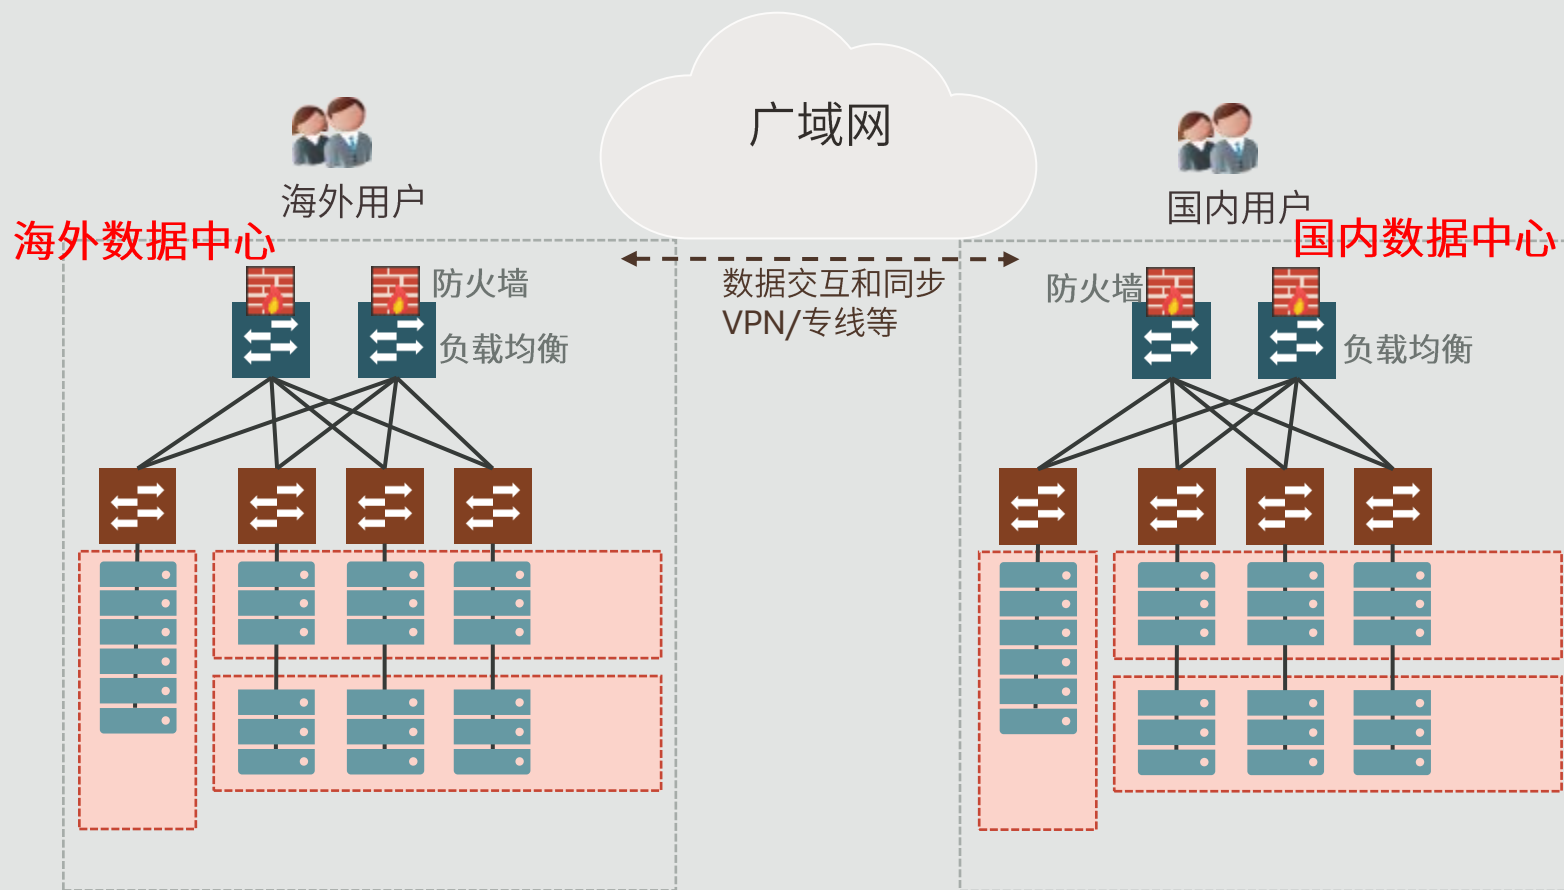 广域网
海外用户
国内用户
海外数据中心
国内数据中心
防火墙
负载均衡
数据交互和同步
VPN/专线等
防火墙
负载均衡